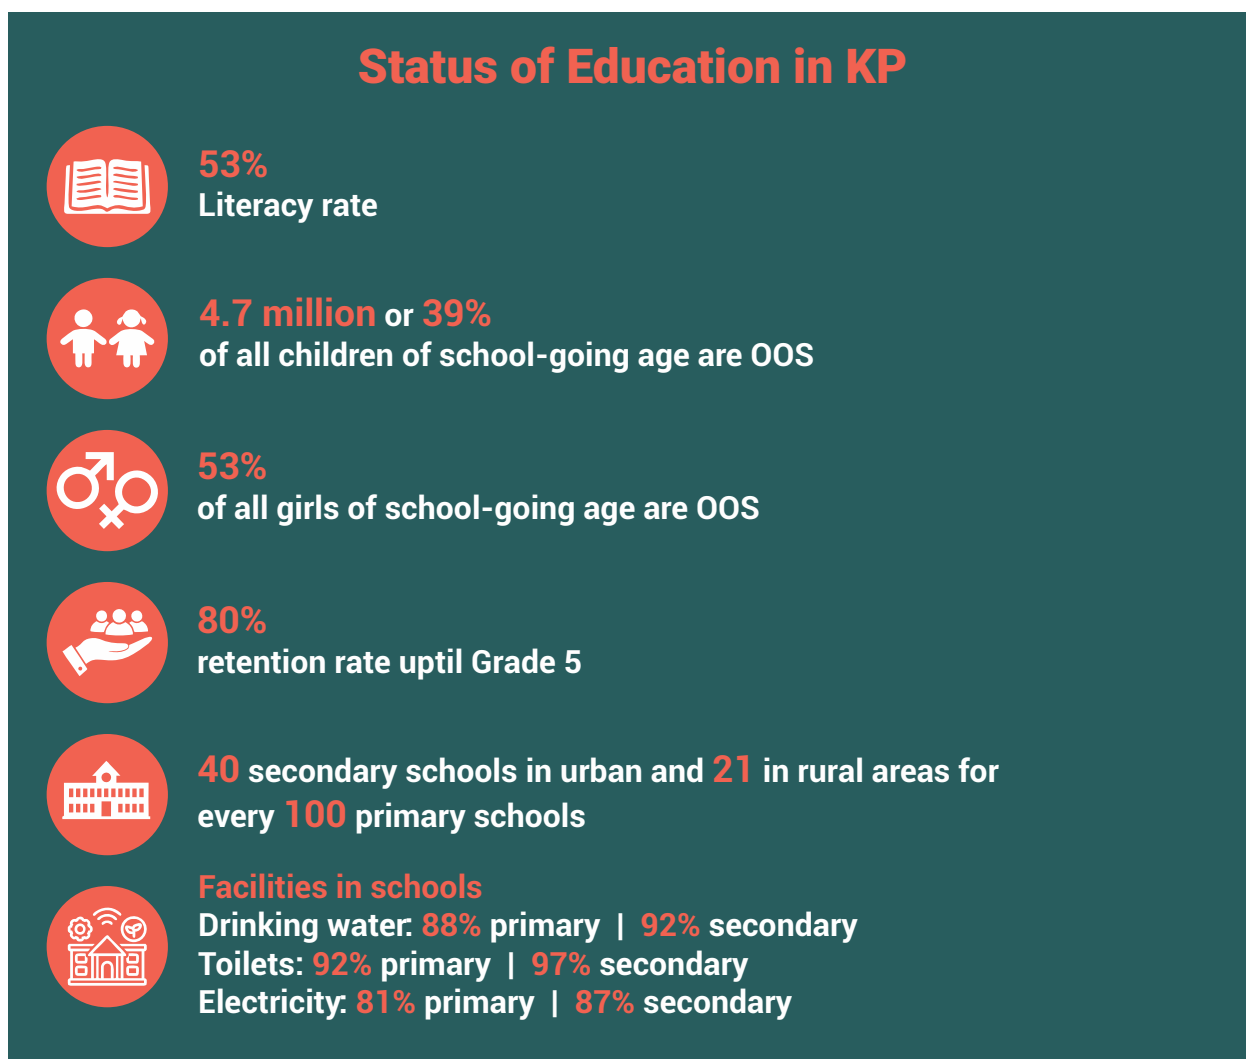 Status of Education in KP
53%
Literacy rate
4.7 million or 39%
of all children of school-going age are OOS
53%
of all girls of school-going age are OOS
80%
retention rate uptil Grade 5
40 secondary schools in urban and 21 in rural areas for
every 100 primary schools
Facilities in schools
Drinking water: 88% primary | 92% secondary
Toilets: 92% primary | 97% secondary
Electricity: 81% primary | 87% secondary